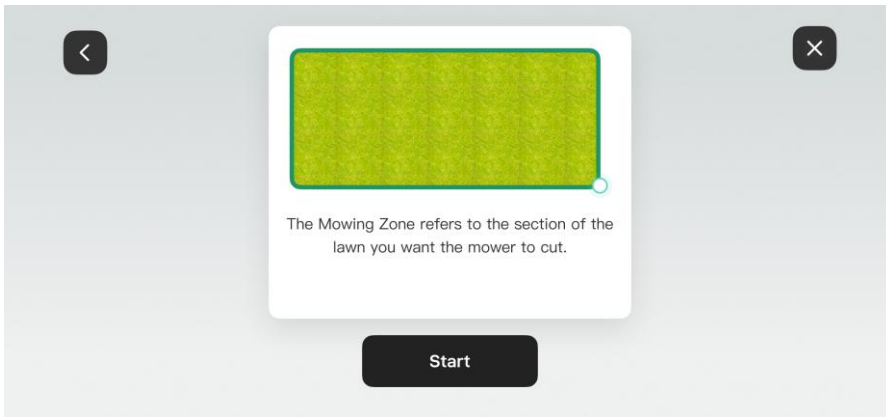 The Mowing Zone refers to the section of the
lawn you want the mower to cut.
Start